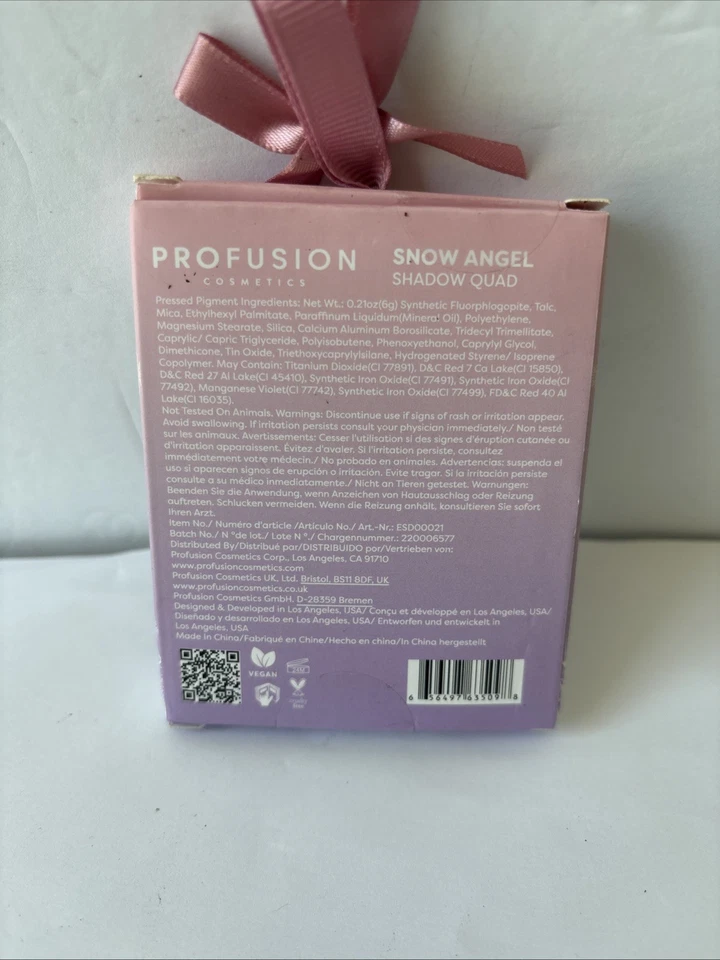 PROFUSION
COSMETICS
SNOW ANGEL
SHADOW QUAD
Pressed Pigment Ingredients: Net Wt.: 0.21oz(6g) Synthetic Fluorphlogopite, Talc,
Mica, Ethylhexyl Palmitate, Paraffinum Liquidum(Mineral Oil), Polyethylene,
Magnesium Stearate, Silica, Calcium Aluminum Borosilicate, Tridecyl Trimellitate,
Caprylic/ Capric Triglyceride, Polyisobutene, Phenoxyethanol, Caprylyl Glycol,
Dimethicone, Tin Oxide, Triethoxycaprylylsilane, Hydrogenated Styrene/ Isoprene
Copolymer. May Contain: Titanium Dioxide(CI 77891), D&C Red 7 Ca Lake(CI 15850),
D&C Red 27 Al Lake(CI 45410), Synthetic Iron Oxide(CI 77491), Synthetic Iron Oxide(CI
77492), Manganese Violet(CI 77742), Synthetic Iron Oxide(CI 77499), FD&C Red 40 Al
Lake(CI 16035).
Not Tested On Animals. Warnings: Discontinue use if signs of rash or irritation appear.
Avoid swallowing. If irritation persists consult your physician immediately./ Non testé
sur les animaux. Avertissements: Cesser l'utilisation si des signes d'éruption cutanée ou
d'irritation apparaissent. Évitez d'avaler. Si l'irritation persiste, consultez
immédiatement votre médecin./ No probado en animales. Advertencias: suspenda el
uso si aparecen signos de erupción o irritación. Evite tragar. Si la irritación persiste
consulte a su médico inmediatamente./ Nicht an Tieren getestet. Warnungen:
Beenden Sie die Anwendung, wenn Anzeichen von Hautausschlag oder Reizung
auftreten. Schlucken vermeiden. Wenn die Reizung anhält, konsultieren Sie sofort
Ihren Arzt.
Item No./ Numéro d'article /Artículo No./ Art.-Nr.: ESD00021
Batch No./ N °de lot./ Lote N °./ Chargennummer.: 220006577
Distributed By/Distribué par/DISTRIBUIDO por/Vertrieben von:
Profusion Cosmetics Corp., Los Angeles, CA 91710
www.profusioncosmetics.com
Profusion Cosmetics UK, Ltd. Bristol, BS11 8DF, UK
www.profusioncosmetics.co.uk
Profusion Cosmetics GmbH, D-28359 Bremen
Designed & Developed in Los Angeles, USA/ Conçu et développé en Los Angeles, USA/
Diseñado y desarrollado en Los Angeles, USA/ Entworfen und entwickelt in
Los Angeles, USA
Made in China/Fabriqué en Chine/Hecho en china/In China hergestellt
VEGAN
24M
6 56497 63509 8